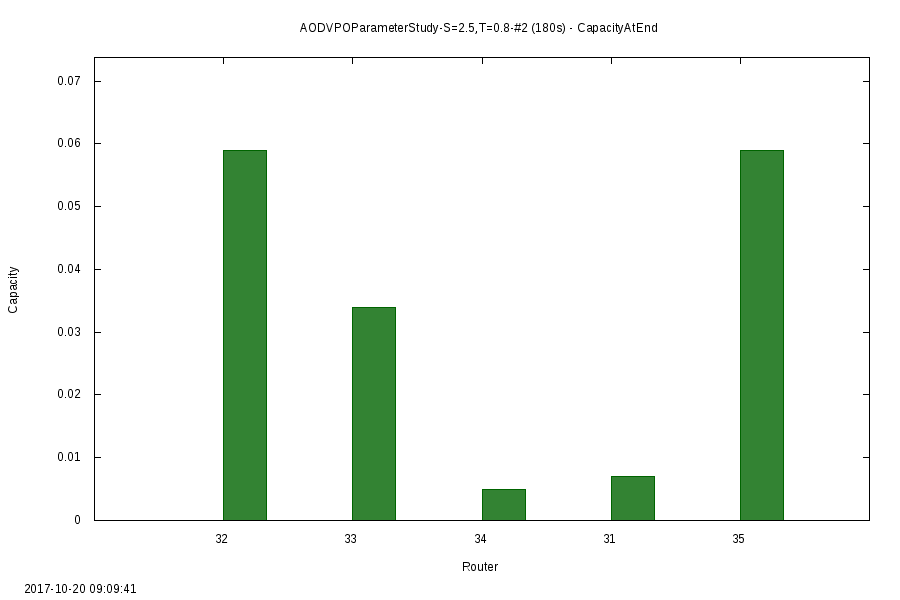 AODVPOParameterStudy-S=2.5,T=0.8-#2 (180s) - CapacityAtEnd
0.07
0.06
0.05
0.04
0.03
0.02
0.01
0
Capacity
32 33 34 31 35
Router
2017-10-20 09:09:41